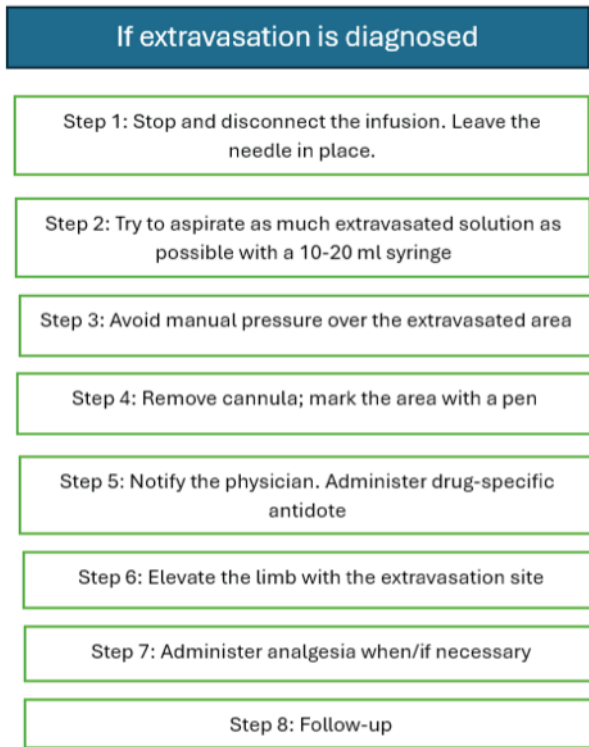 If extravasation is diagnosed
Step 1: Stop and disconnect the infusion. Leave the
needle in place.
Step 2: Try to aspirate as much extravasated solution as
possible with a 10-20 ml syringe
Step 3: Avoid manual pressure over the extravasated area
Step 4: Remove cannula; mark the area with a pen
Step 5: Notify the physician. Administer drug-specific
antidote
Step 6: Elevate the limb with the extravasation site
Step 7: Administer analgesia when/if necessary
Step 8: Follow-up